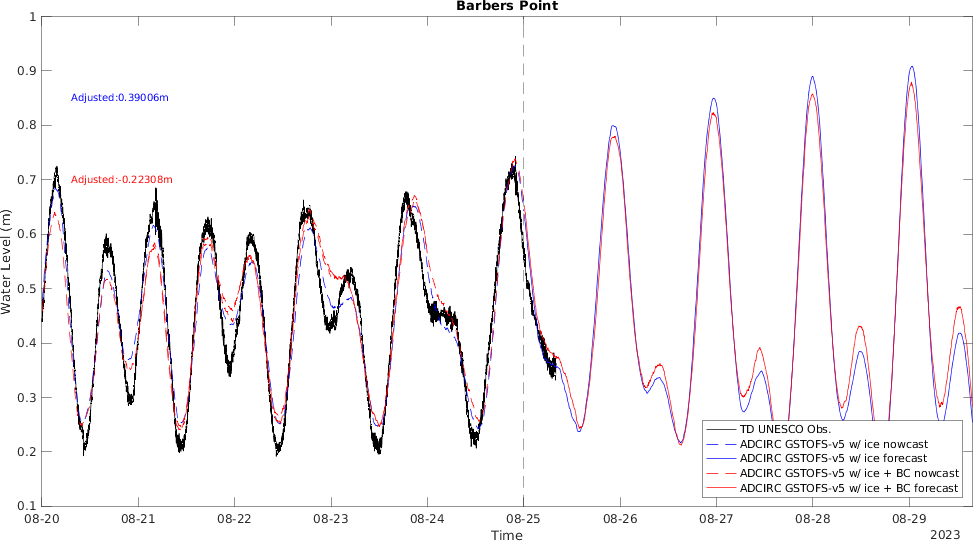 Barbers Point
1
0.9
0.8
0.7
0.6
0.5
0.4
0.3
0.2
0.1
Water Level (m)
Adjusted:0.39006m
Adjusted:-0.22308m
TD UNESCO Obs.
ADCIRC GSTOFS-v5 w/ ice nowcast
ADCIRC GSTOFS-v5 w/ ice forecast
ADCIRC GSTOFS-v5 w/ ice + BC nowcast
ADCIRC GSTOFS-v5 w/ ice + BC forecast
08-20 08-21 08-22 08-23 08-24 08-25 08-26 08-27 08-28 08-29
Time
2023